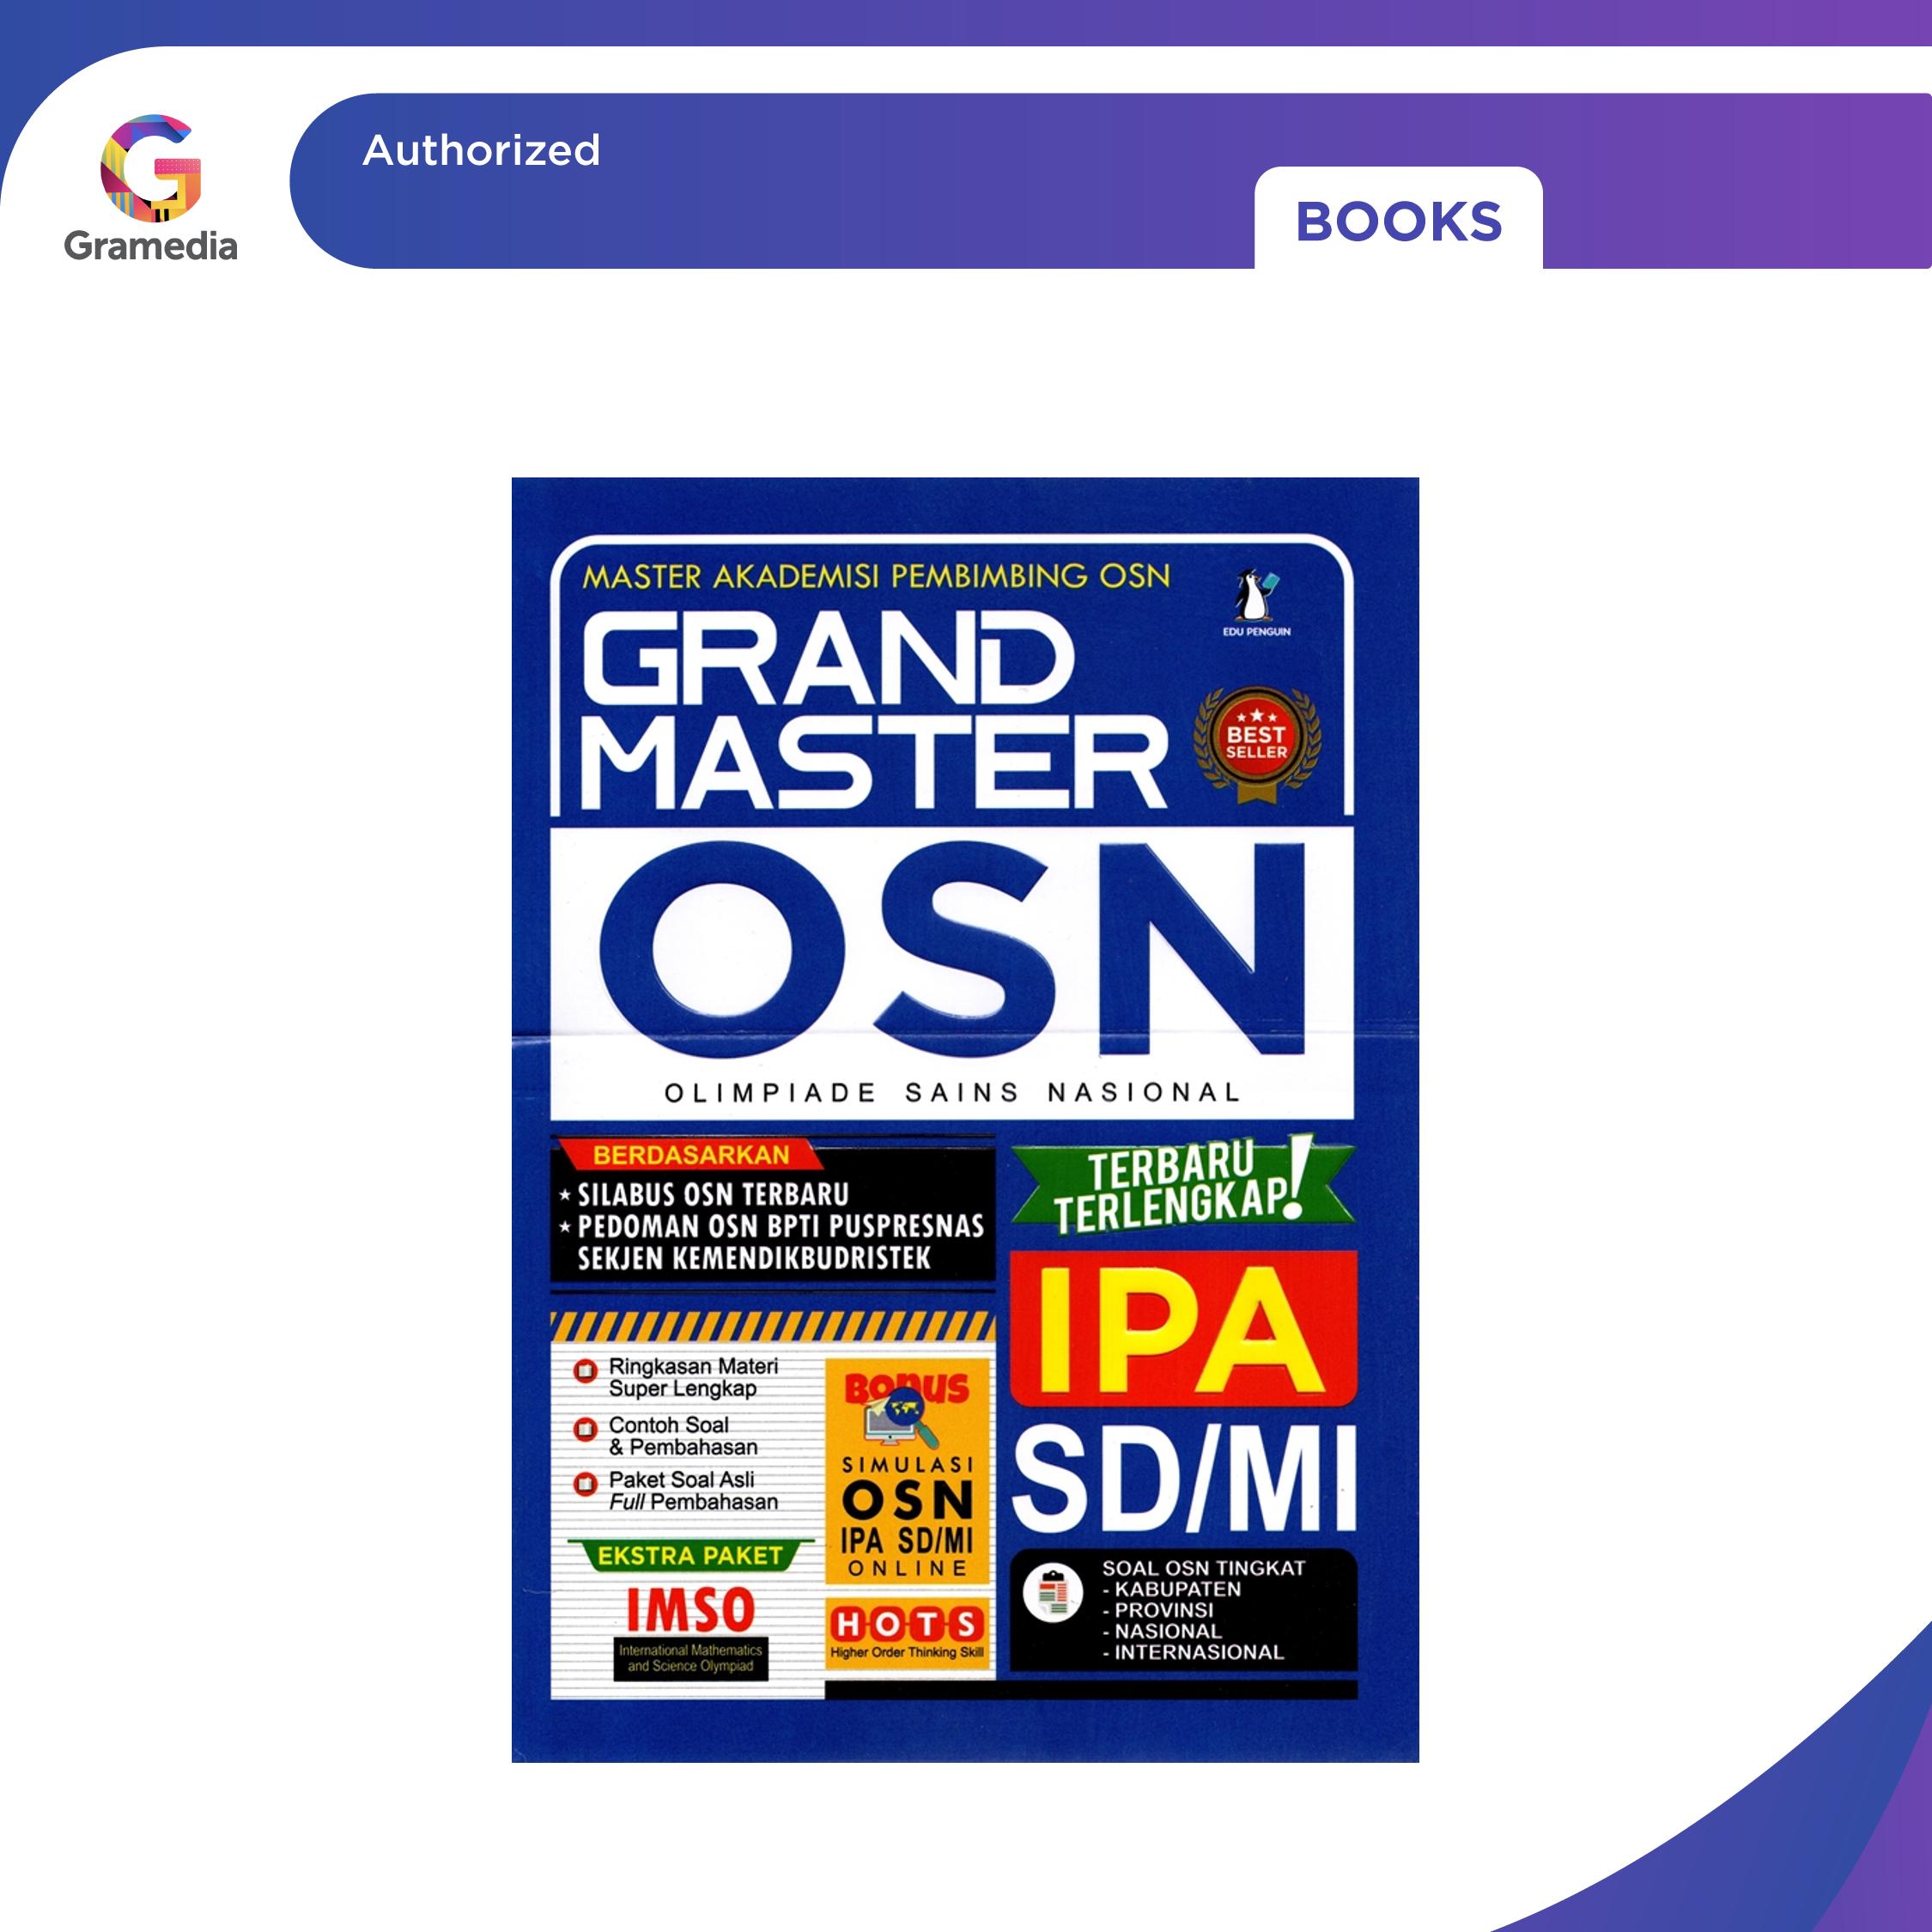 Authorized
Gramedia
BOOKS
MASTER AKADEMISI PEMBIMBING OSN
EDU PENGUIN
GRAND
MASTER
BEST
SELLER
OSN
OLIMPIADE SAINS NASIONAL
BERDASARKAN
SILABUS OSN TERBARU
PEDOMAN OSN BPTI PUSPRESNAS
SEKJEN KEMENDIKBUDRISTEK
TERBARU
TERLENGKAP!
IPA
SD/MI
Ringkasan Materi
Super Lengkap
Contoh Soal
& Pembahasan
Paket Soal Asli
Full Pembahasan
EKSTRA PAKET
IMSO
International Mathematics
and Science Olympiad
BONUS
SIMULASI
OSN
IPA SD/MI
ONLINE
HOTS
Higher Order Thinking Skill
SOAL OSN TINGKAT
- KABUPATEN
- PROVINSI
- NASIONAL
- INTERNASIONAL